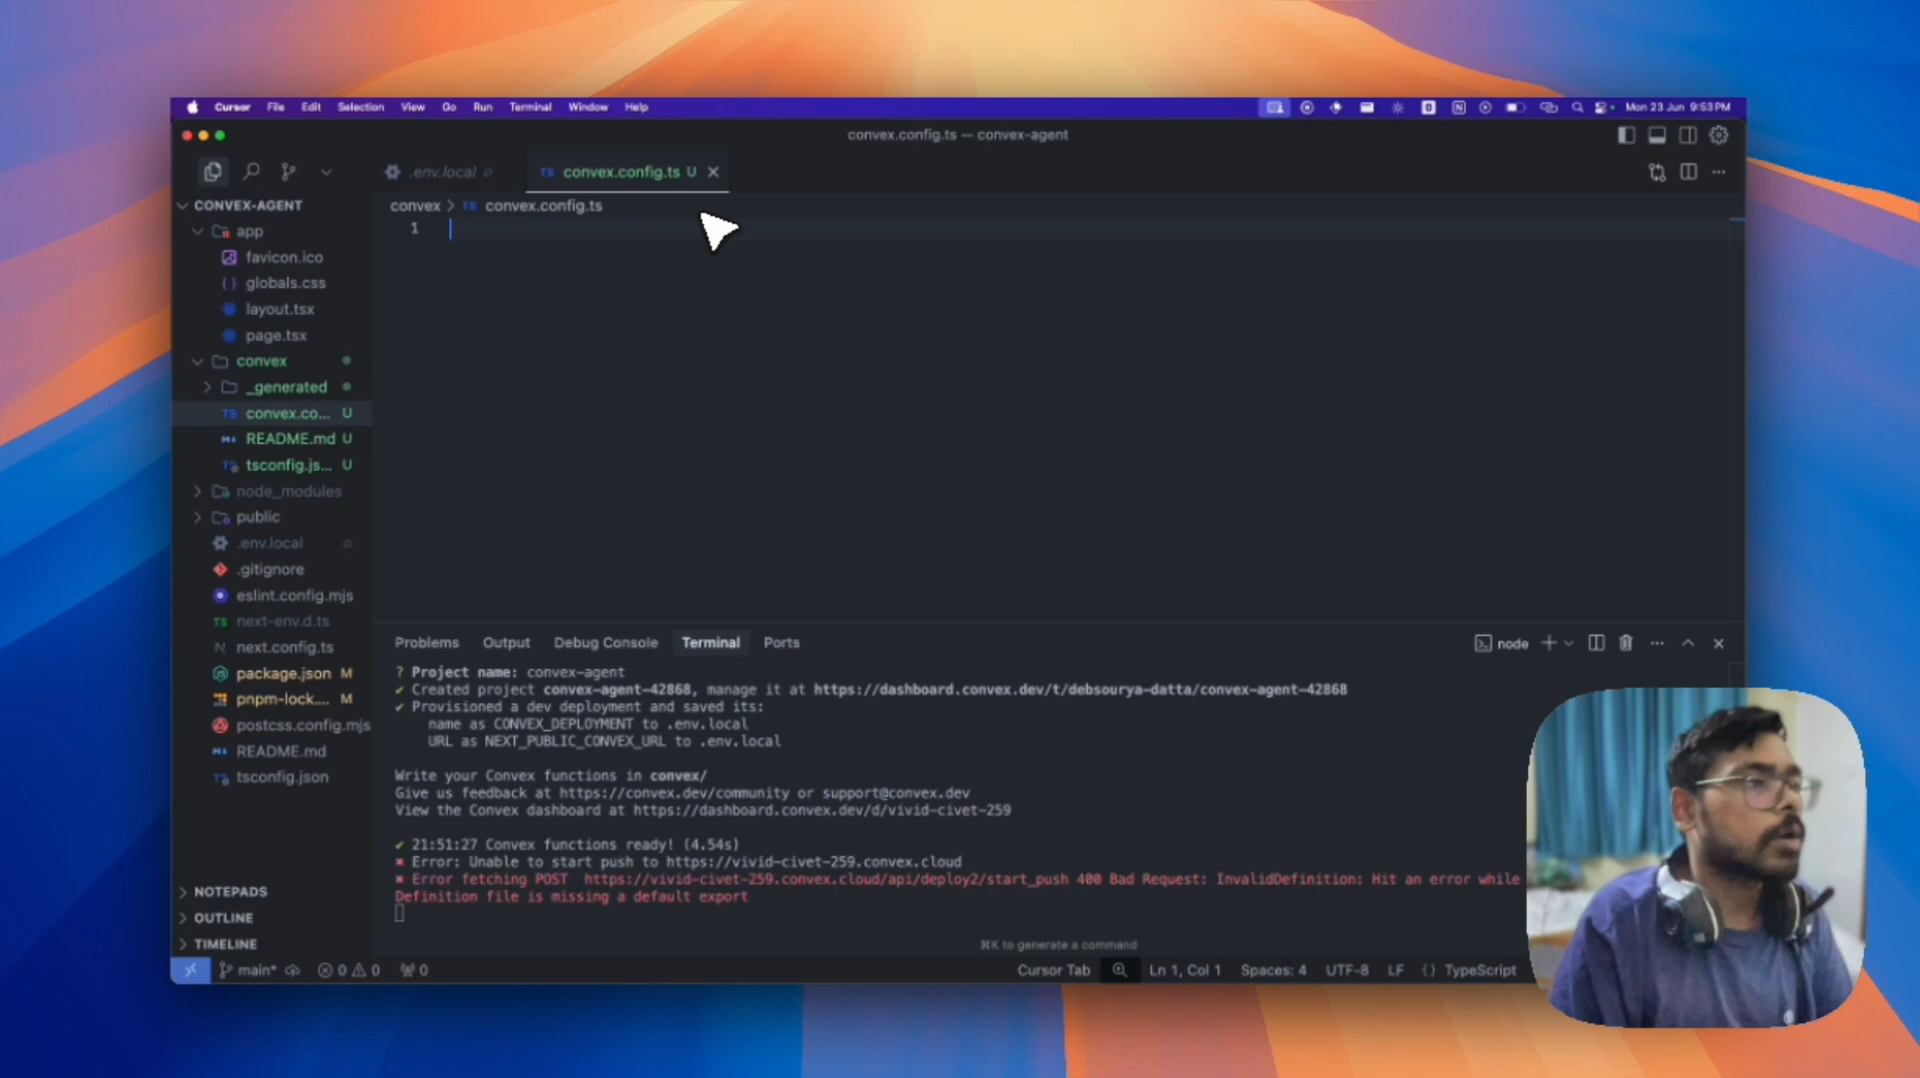 Cursor File Edit Selection View Go Run Terminal Window Help Mon 23 Jun 9:53 PM
convex.config.ts — convex-agent
.env.local
TS convex.config.ts U
CONVEX-AGENT
convex > TS convex.config.ts
1
app
favicon.ico
globals.css
layout.tsx
page.tsx
convex
_generated
TS convex.co... U
README.md U
tsconfig.js... U
node_modules
public
.env.local
.gitignore
eslint.config.mjs
TS next-env.d.ts
N next.config.ts
package.json M
pnpm-lock.... M
postcss.config.mjs
README.md
tsconfig.json
NOTEPADS
OUTLINE
TIMELINE
Problems Output Debug Console Terminal Ports
node
? Project name: convex-agent
✔ Created project convex-agent-42868, manage it at https://dashboard.convex.dev/t/debsourya-datta/convex-agent-42868
✔ Provisioned a dev deployment and saved its:
name as CONVEX_DEPLOYMENT to .env.local
URL as NEXT_PUBLIC_CONVEX_URL to .env.local
Write your Convex functions in convex/
Give us feedback at https://convex.dev/community or support@convex.dev
View the Convex dashboard at https://dashboard.convex.dev/d/vivid-civet-259
✔ 21:51:27 Convex functions ready! (4.54s)
✖ Error: Unable to start push to https://vivid-civet-259.convex.cloud
✖ Error fetching POST  https://vivid-civet-259.convex.cloud/api/deploy2/start_push 400 Bad Request: InvalidDefinition: Hit an error while
Definition file is missing a default export
⌘K to generate a command
main* 0 0 0 Cursor Tab Ln 1, Col 1 Spaces: 4 UTF-8 LF {} TypeScript